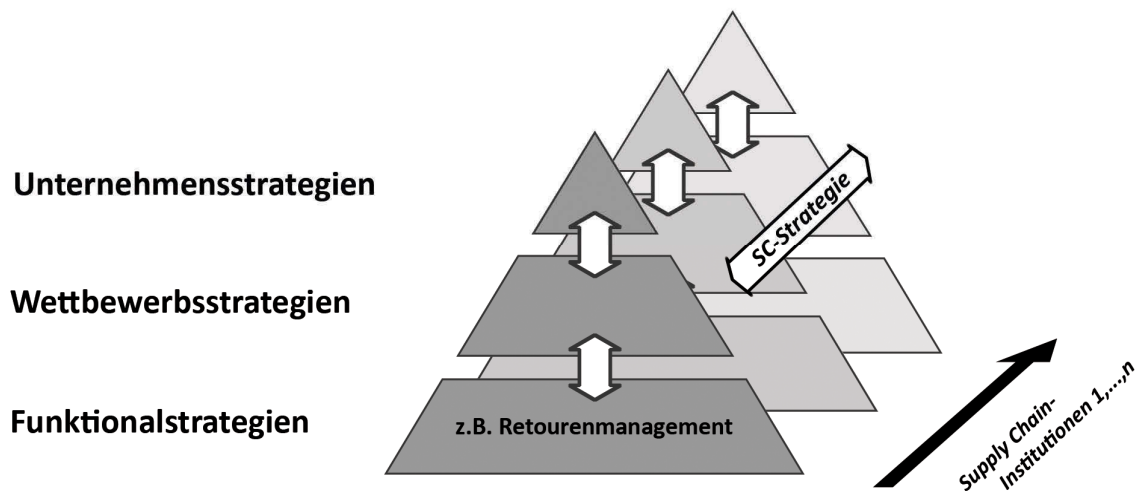 Unternehmensstrategien
SC-Strategie
Wettbewerbsstrategien
Funktionalstrategien
z.B. Retourenmanagement
Supply Chain-
Institutionen 1,...,n